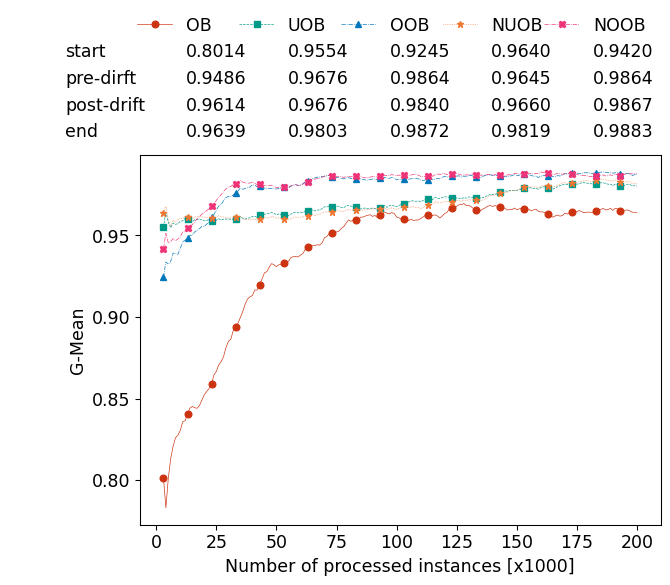 OB UOB OOB NUOB NOOB
start 0.8014 0.9554 0.9245 0.9640 0.9420
pre-dirft 0.9486 0.9676 0.9864 0.9645 0.9864
post-drift 0.9614 0.9676 0.9840 0.9660 0.9867
end 0.9639 0.9803 0.9872 0.9819 0.9883
0.95
0.90
0.85
0.80
G-Mean
0 25 50 75 100 125 150 175 200
Number of processed instances [x1000]